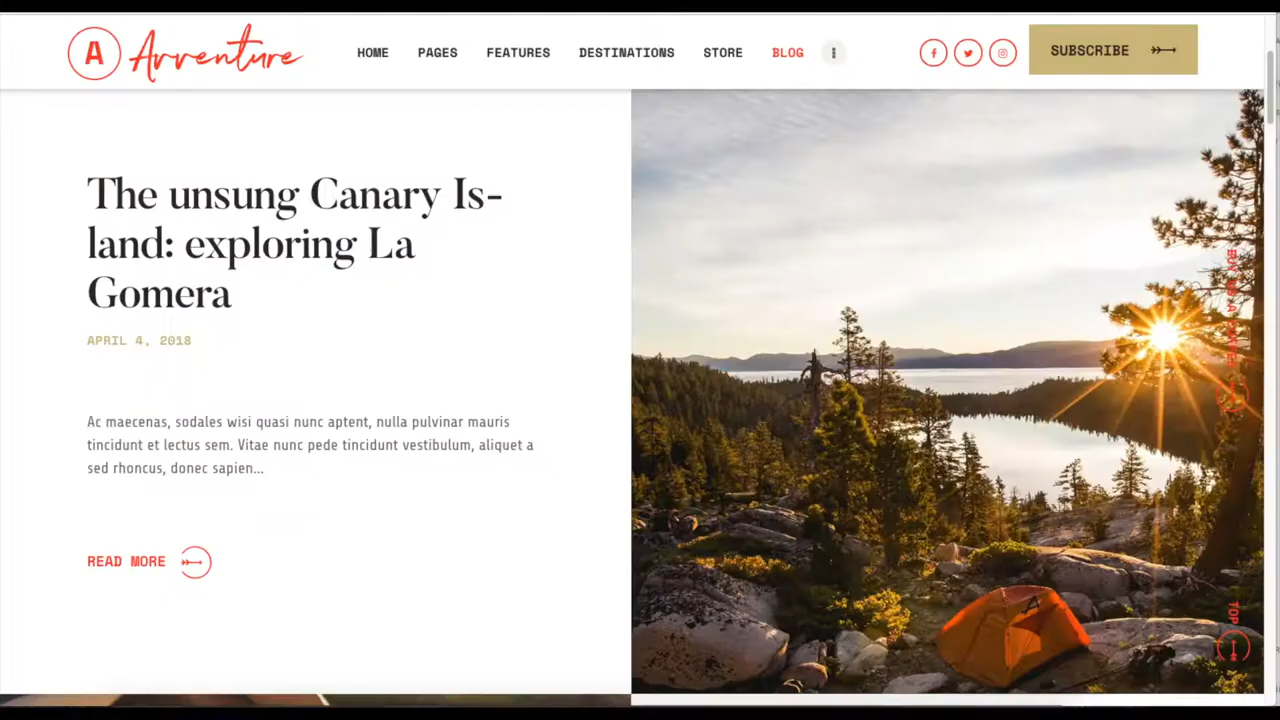 A Avventure
HOME PAGES FEATURES DESTINATIONS STORE BLOG
SUBSCRIBE
The unsung Canary Is-
land: exploring La
Gomera
APRIL 4, 2018
Ac maecenas, sodales wisi quasi nunc aptent, nulla pulvinar mauris
tincidunt et lectus sem. Vitae nunc pede tincidunt vestibulum, aliquet a
sed rhoncus, donec sapien...
READ MORE
TOP